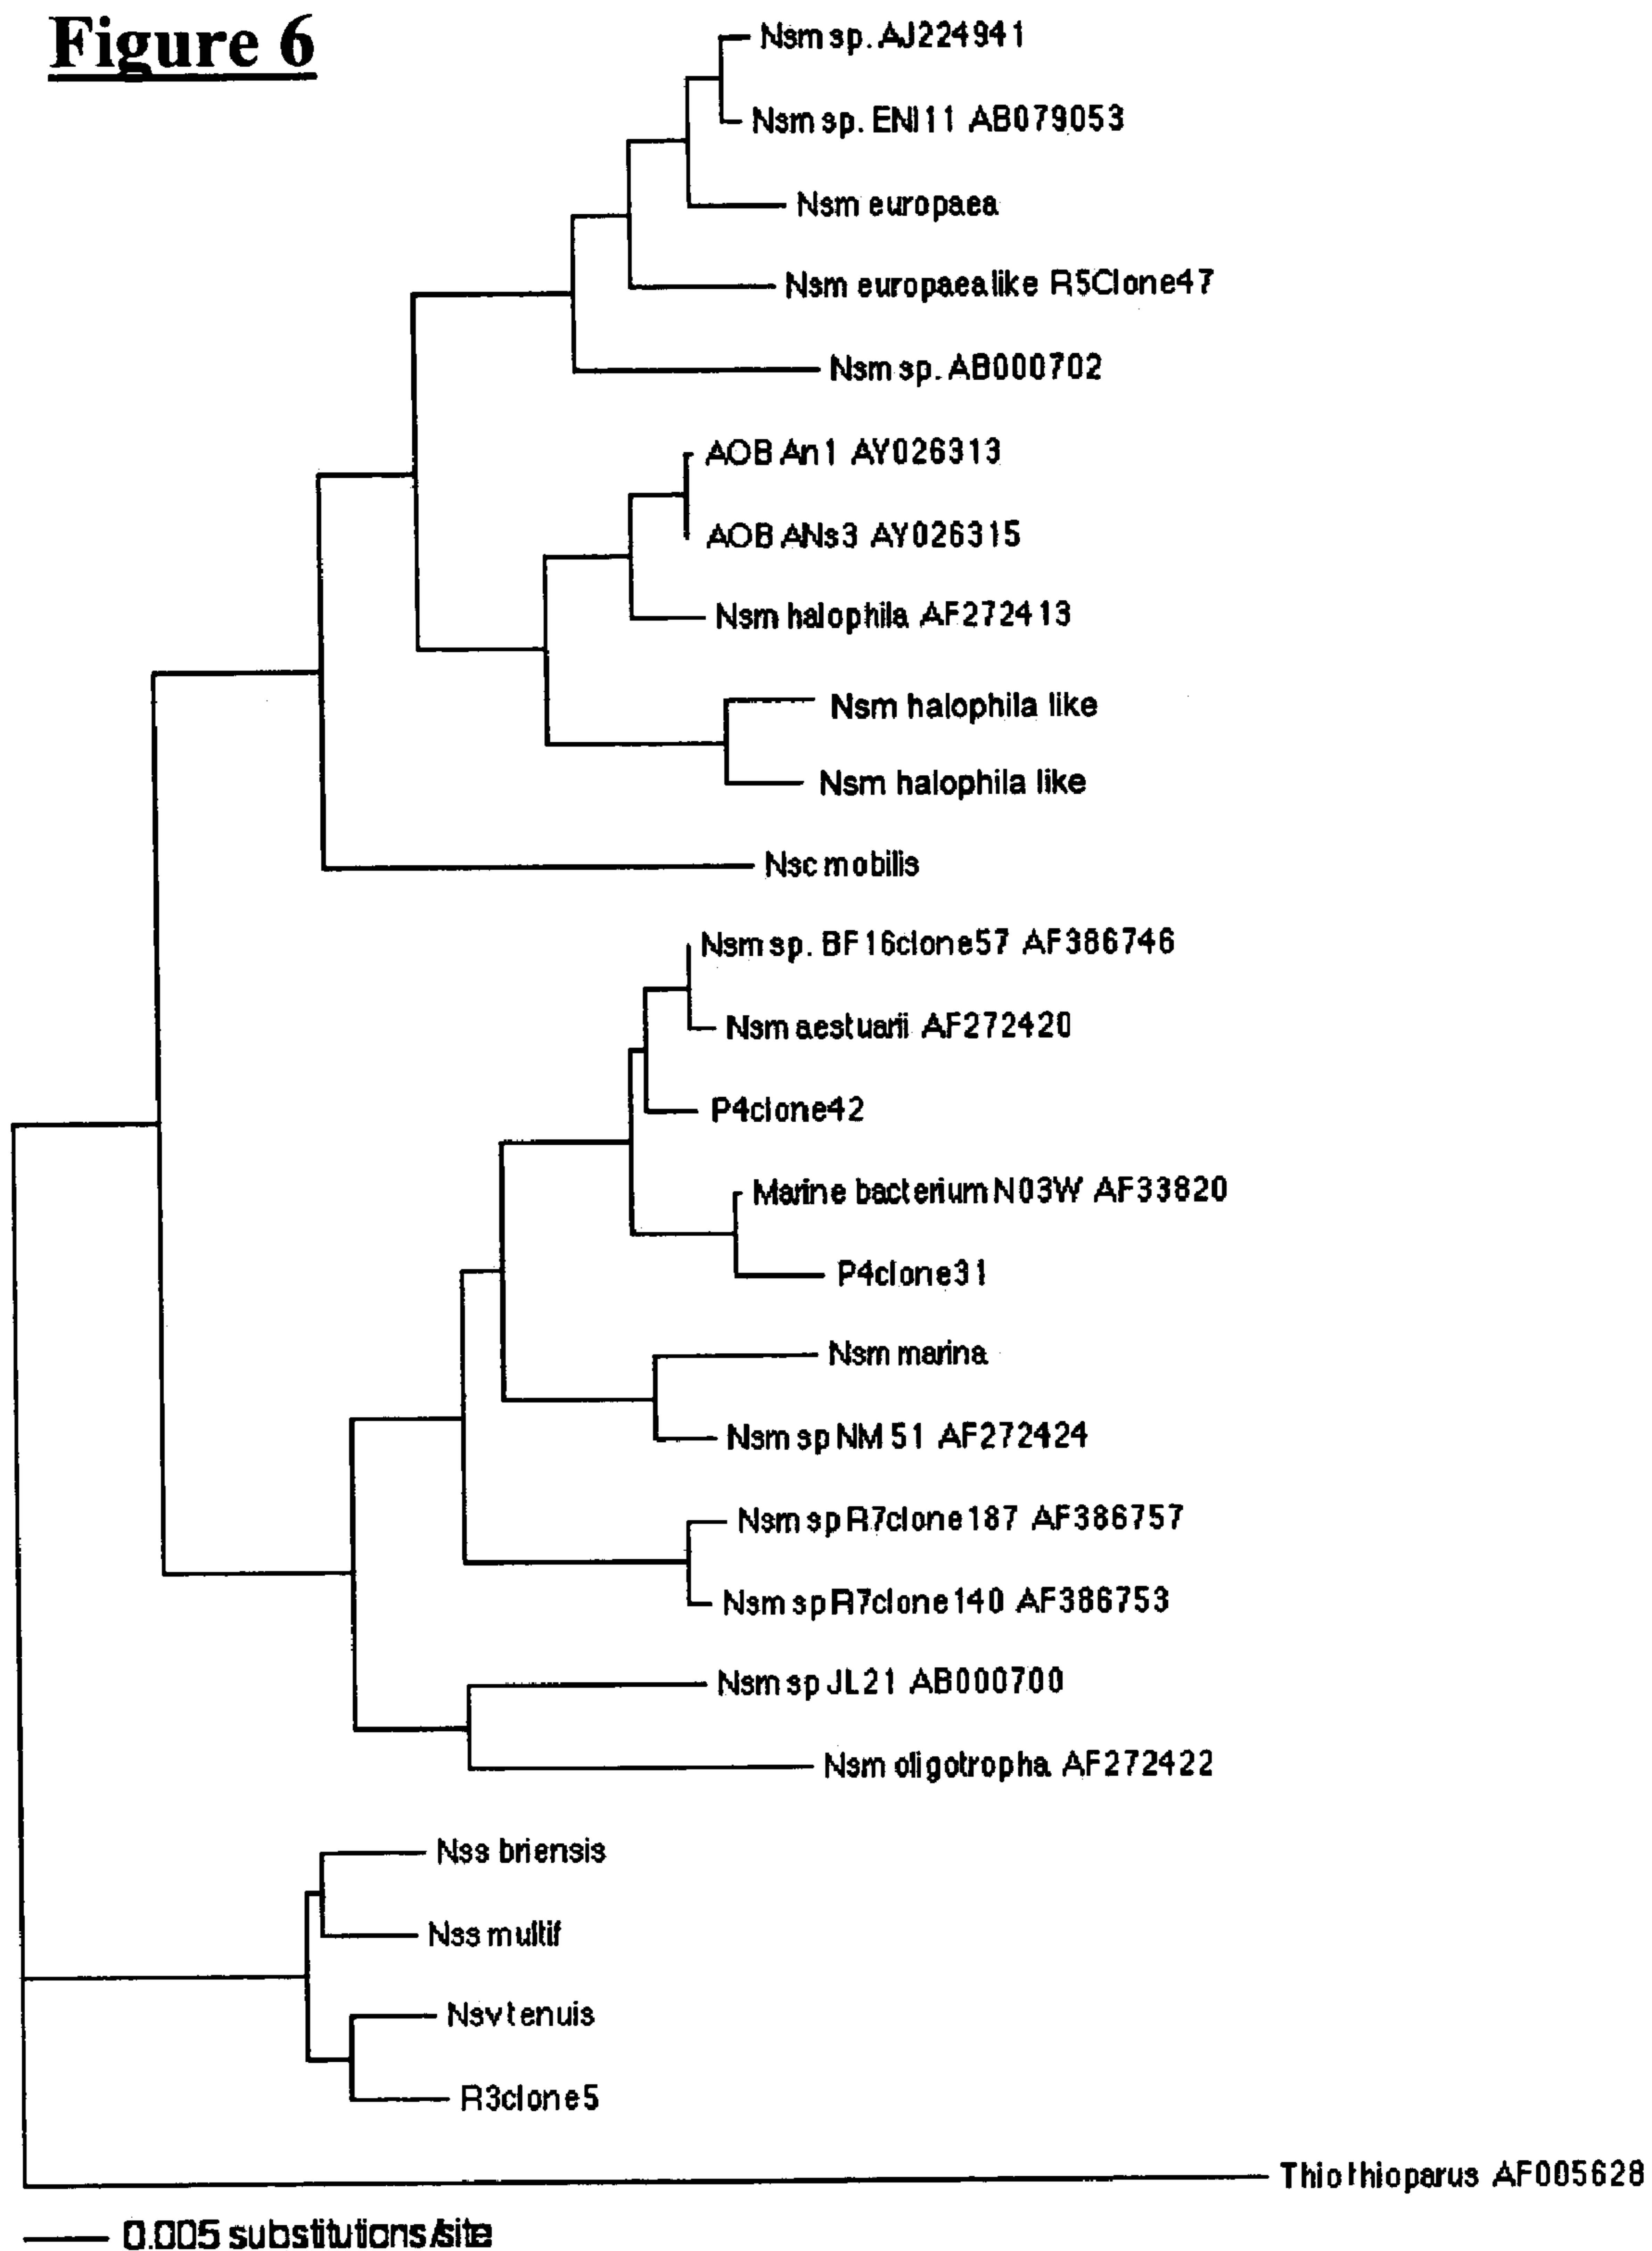 Figure 6
Nsm sp. AJ224941
Nsm sp. ENI11 AB079053
Nsm europaea
Nsm europaealike R5Clone47
Nsm sp. AB000702
AOB An1 AY026313
AOB ANs3 AY026315
Nsm halophila AF272413
Nsm halophila like
Nsm halophila like
Nsc mobilis
Nsm sp. BF16clone57 AF386746
Nsm aestuarii AF272420
P4clone42
Marine bacterium N03W AF33820
P4clone31
Nsm marina
Nsm sp NM 51 AF272424
Nsm sp R7clone187 AF386757
Nsm sp R7clone140 AF386753
Nsm sp JL21 AB000700
Nsm oligotropha AF272422
Nss briensis
Nss multif
Nsv tenuis
R3clone5
Thiothioparus AF005628
0.005 substitutions/site